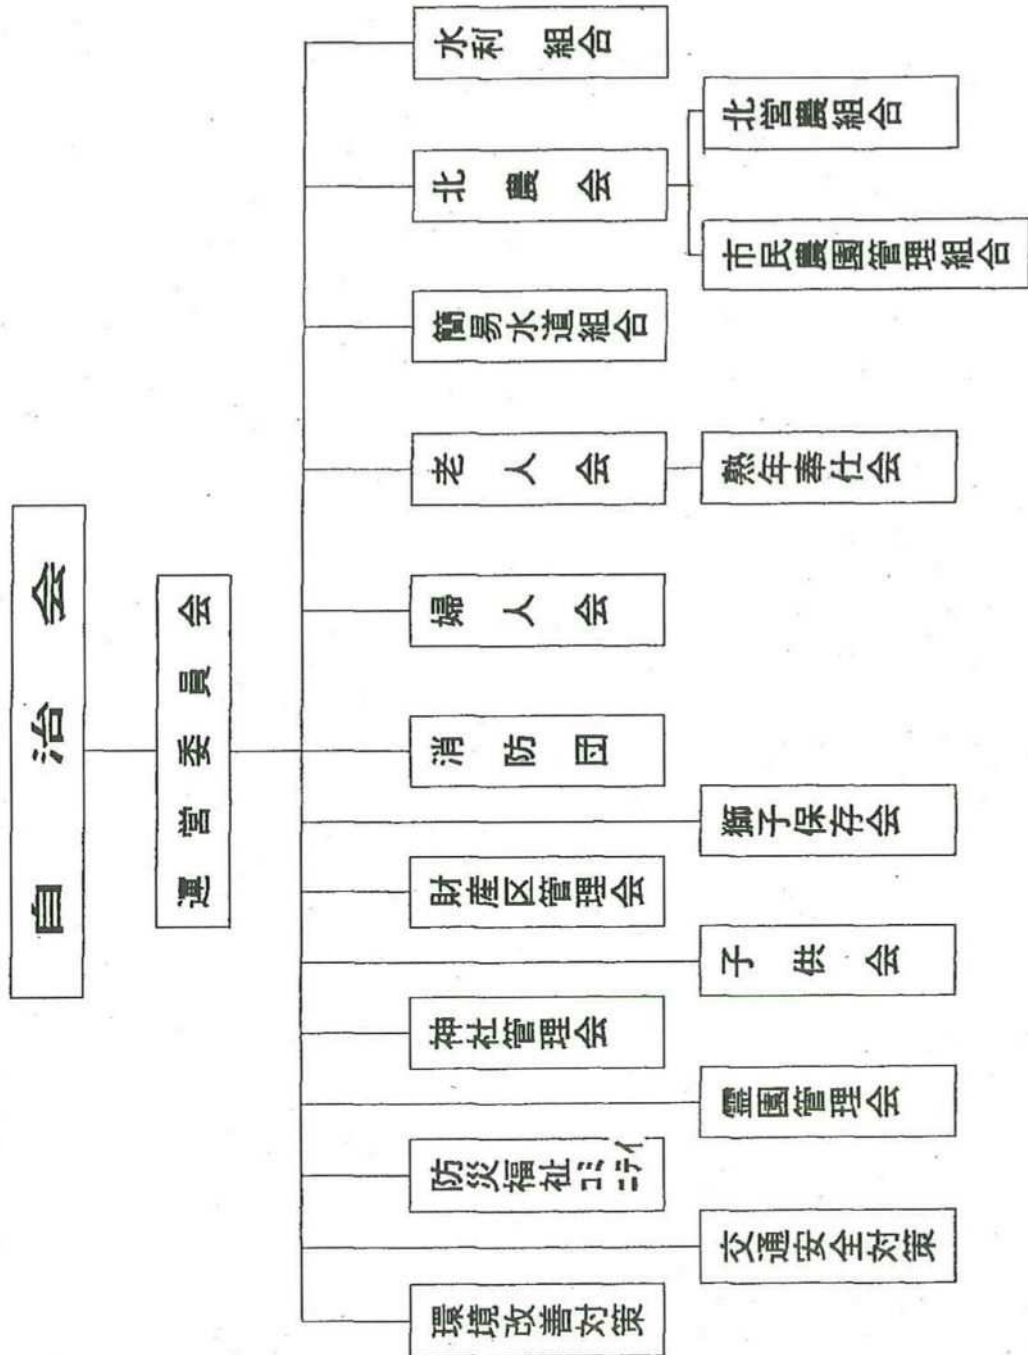 自治会
運営委員会
環境改善対策
交通安全対策
防災福祉コミニティ
霊園管理会
神社管理会
子供会
財産区管理会
獅子保存会
消防団
婦人会
老人会
熟年奉仕会
簡易水道組合
北農会
市民農園管理組合
北営農組合
水利組合